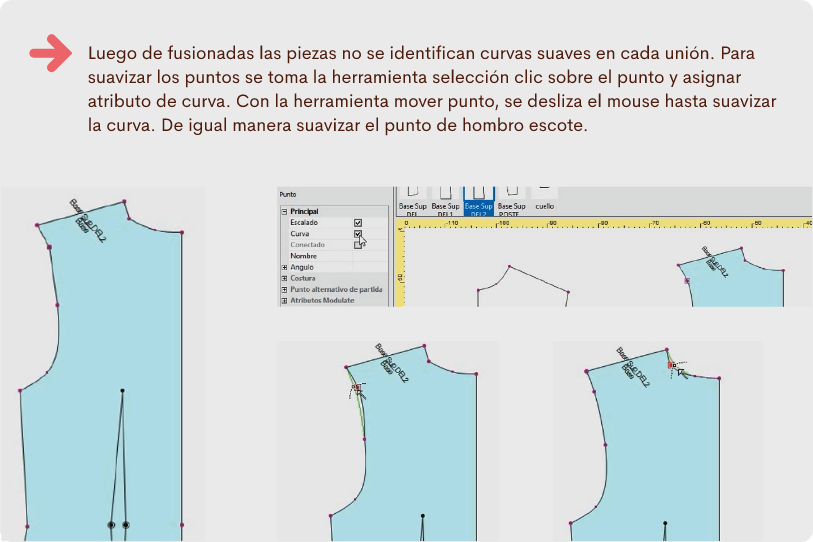 Luego de fusionadas las piezas no se identifican curvas suaves en cada unión. Para
suavizar los puntos se toma la herramienta selección clic sobre el punto y asignar
atributo de curva. Con la herramienta mover punto, se desliza el mouse hasta suavizar
la curva. De igual manera suavizar el punto de hombro escote.
Base Sup DEL2
Base
Punto
Principal
Escalado
Curva
Conectado
Nombre
Angulo
Costura
Punto alternativo de partida
Atributos Modulate
Base Sup
DEL
Base Sup
DEL1
Base Sup
DEL2
Base Sup
POSTE
cuello
0
-110
-100
-90
-80
-70
-60
-50
Base Sup DEL2
Base
Base Sup DEL2
Base
Base Sup DEL2
Base